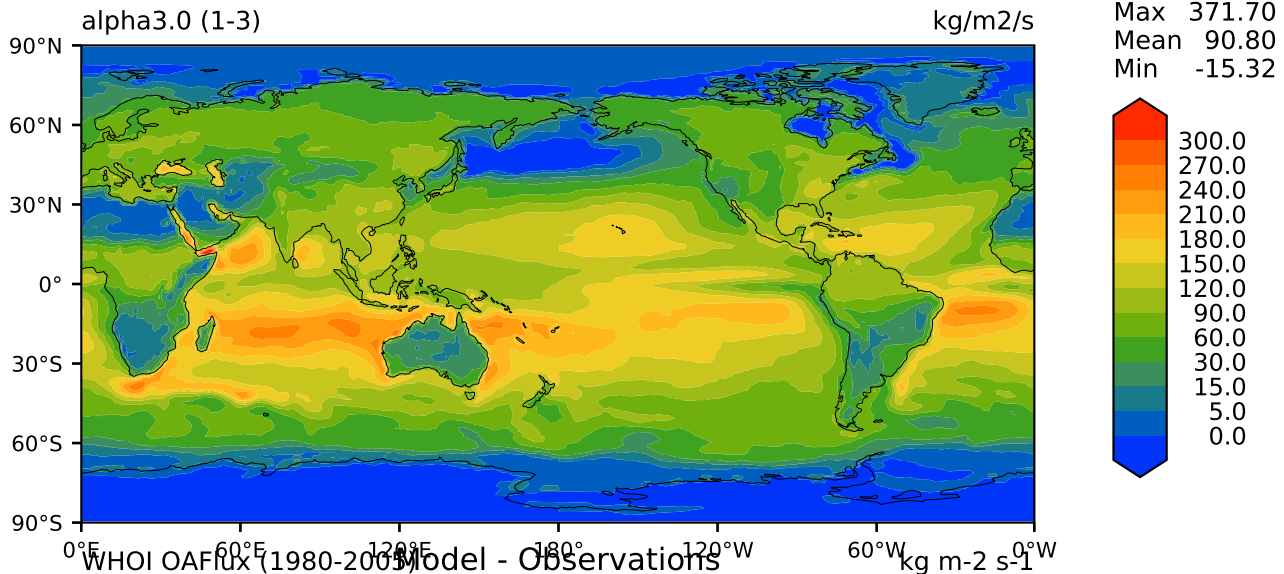 alpha3.0 (1-3) kg/m2/s
Max 371.70
Mean 90.80
Min -15.32
90°N
60°N
30°N
0°
30°S
60°S
90°S
0°E 60°E 120°E 180° 120°W 60°W 0°W
300.0
270.0
240.0
210.0
180.0
150.0
120.0
90.0
60.0
30.0
15.0
5.0
0.0
WHOI OAFlux (1980-2005) Model - Observations kg m-2 s-1